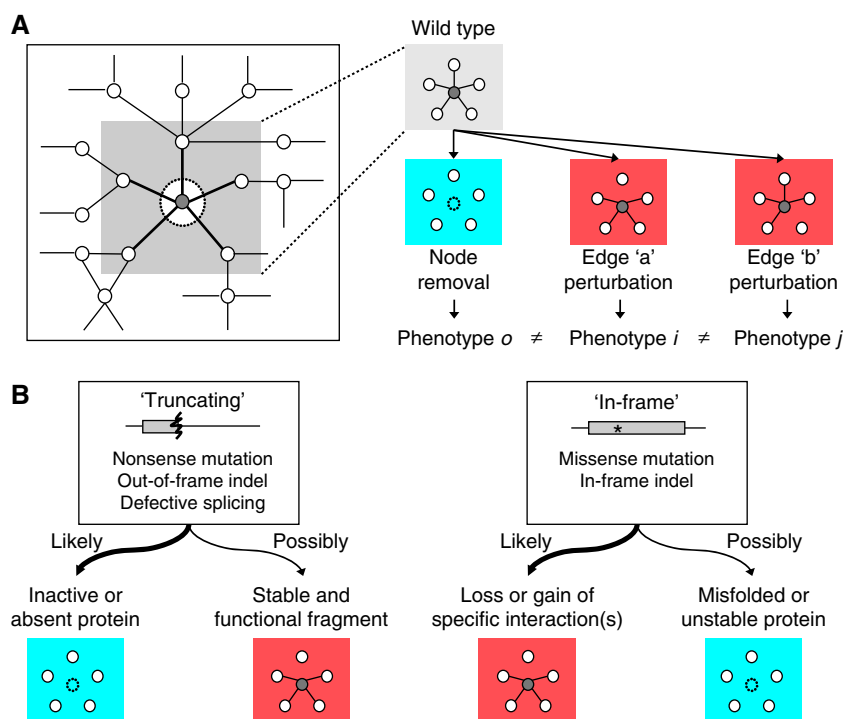 A
Wild type
Node removal
Edge ‘a’ perturbation
Edge ‘b’ perturbation
Phenotype o ≠ Phenotype i ≠ Phenotype j
B
‘Truncating’
Nonsense mutation
Out-of-frame indel
Defective splicing
Likely
Possibly
Inactive or
absent protein
Stable and
functional fragment
‘In-frame’
*
Missense mutation
In-frame indel
Likely
Possibly
Loss or gain of
specific interaction(s)
Misfolded or
unstable protein